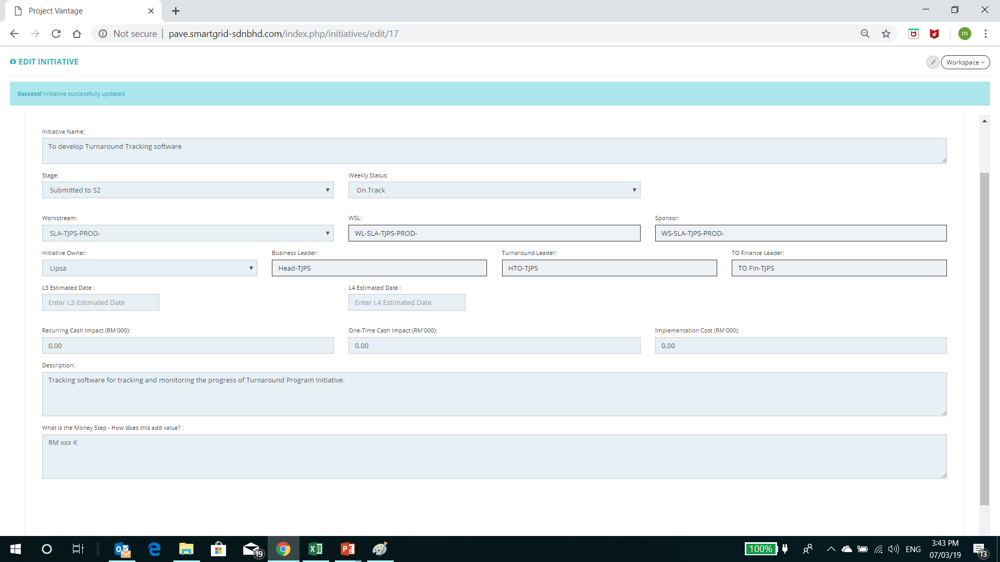 Project Vantage
Not secure | pave.smartgrid-sdnbhd.com/index.php/initiatives/edit/17
m
EDIT INITIATIVE
Workspace
Success! Initiative successfully updated
Initiative Name:
To develop Turnaround Tracking software
Stage: Weekly Status:
Submitted to S2 On Track
Workstream: WSL: Sponsor:
SLA-TJPS-PROD- WL-SLA-TJPS-PROD- WS-SLA-TJPS-PROD-
Initiative Owner: Business Leader: Turnaround Leader: TO Finance Leader:
Lipsa Head-TJPS HTO-TJPS TO FIn-TJPS
L3 Estimated Date : L4 Estimated Date :
Enter L3 Estimated Date Enter L4 Estimated Date
Recurring Cash Impact (RM'000): One-Time Cash Impact (RM'000): Implementation Cost (RM'000):
0.00 0.00 0.00
Description:
Tracking software for tracking and monitoring the progress of Turnaround Program Initiative.
What is the Money Step - How does this add value? :
RM xxx K
19
100%
ENG
3:43 PM
07/03/19
13